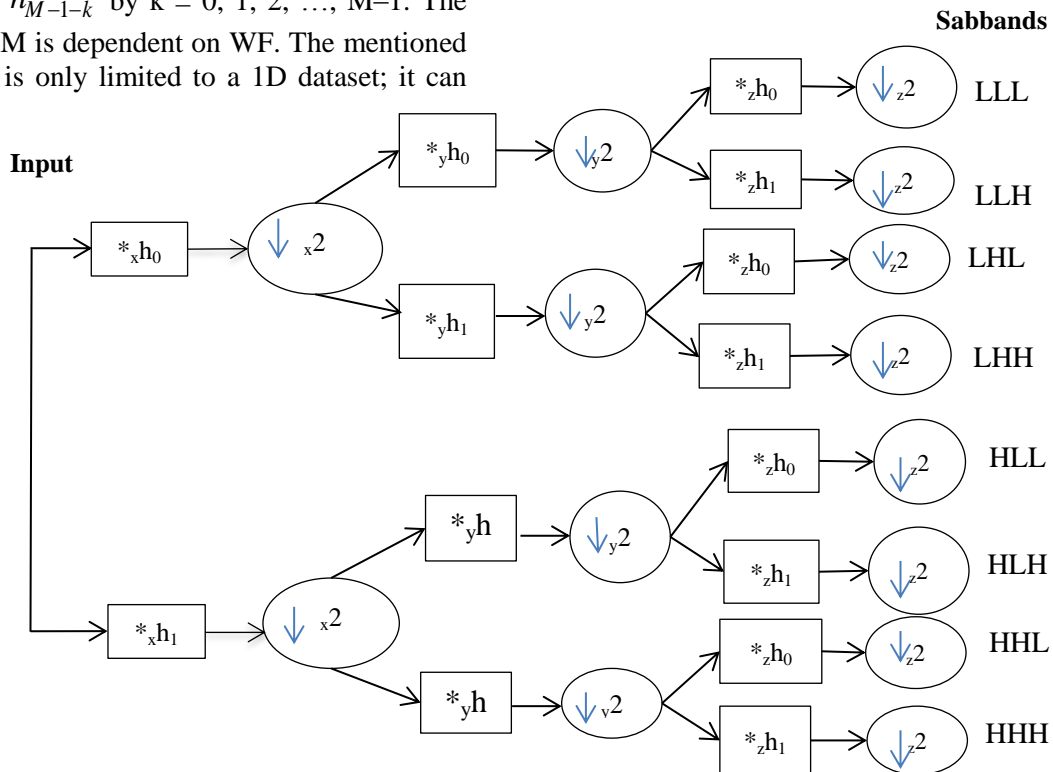 h_{M−1−k} by k = 0, 1, 2, …, M–1. The
M is dependent on WF. The mentioned
is only limited to a 1D dataset; it can
Sabbands
Input
*_xh_0
↓ _x2
*_yh_0
↓_y2
*_zh_0
↓_z2
LLL
*_zh_1
↓_z2
LLH
*_yh_1
↓_y2
*_zh_0
↓_z2
LHL
*_zh_1
↓_z2
LHH
*_xh_1
↓ _x2
*_yh
↓_y2
*_zh_0
↓_z2
HLL
*_zh_1
↓_z2
HLH
*_yh
↓_y2
*_zh_0
↓_z2
HHL
*_zh_1
↓_z2
HHH